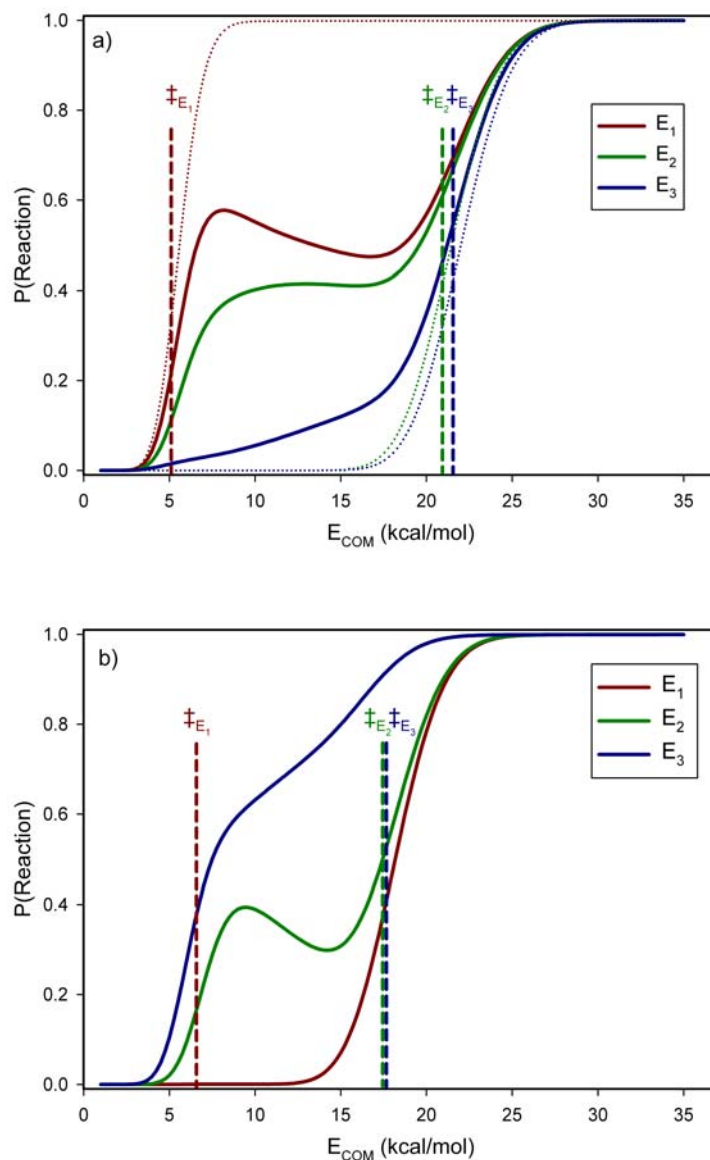 a)
‡E₁
‡E₂ ‡E₃
E₁
E₂
E₃
P(Reaction)
1.0
0.8
0.6
0.4
0.2
0.0
0 5 10 15 20 25 30 35
E_COM (kcal/mol)
b)
‡E₁
‡E₂ ‡E₃
E₁
E₂
E₃
P(Reaction)
1.0
0.8
0.6
0.4
0.2
0.0
0 5 10 15 20 25 30 35
E_COM (kcal/mol)